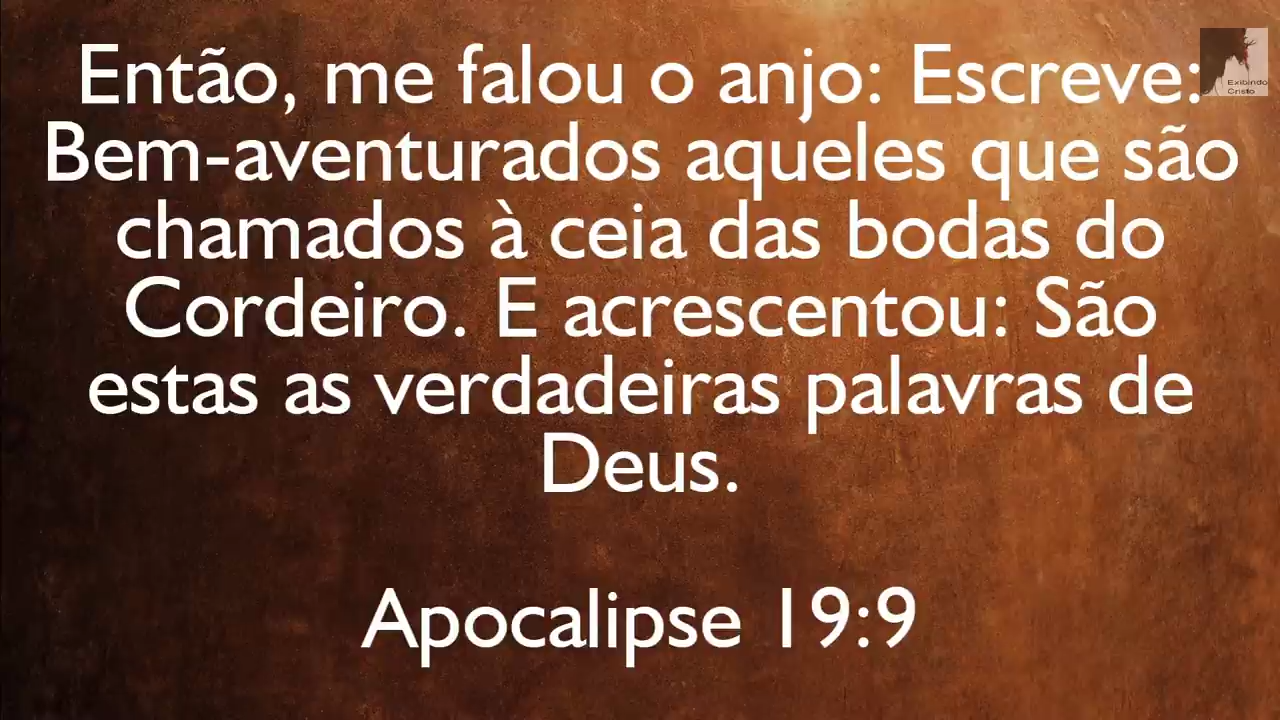 Então, me falou o anjo: Escreve:
Bem-aventurados aqueles que são
chamados à ceia das bodas do
Cordeiro. E acrescentou: São
estas as verdadeiras palavras de
Deus.
Apocalipse 19:9
Exibindo
Cristo